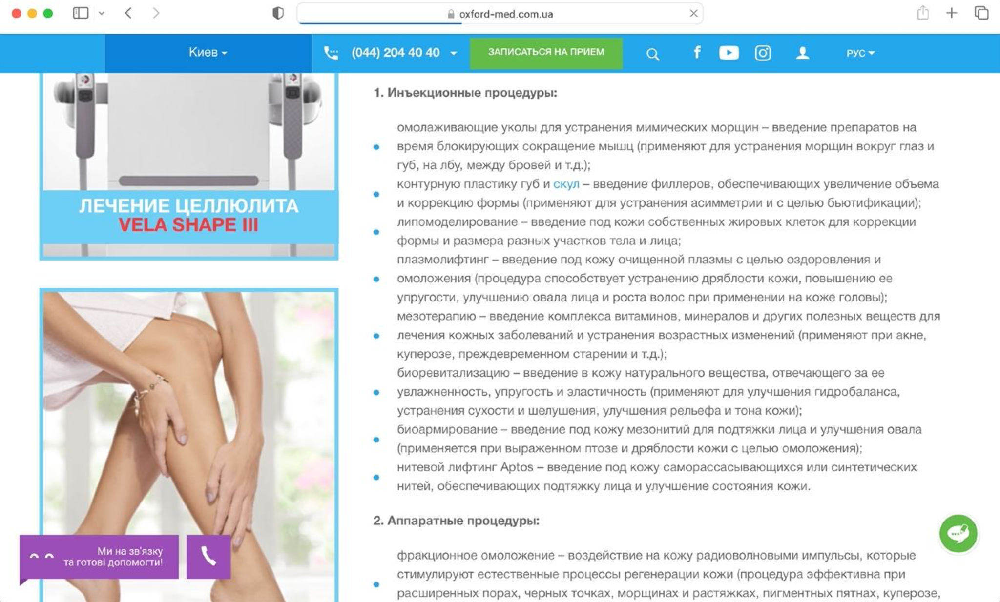 oxford-med.com.ua
Киев
(044) 204 40 40
ЗАПИСАТЬСЯ НА ПРИЕМ
РУС
ЛЕЧЕНИЕ ЦЕЛЛЮЛИТА
VELA SHAPE III
Ми на зв'язку
та готові допомогти!
1. Инъекционные процедуры:
омолаживающие уколы для устранения мимических морщин – введение препаратов на
время блокирующих сокращение мышц (применяют для устранения морщин вокруг глаз и
губ, на лбу, между бровей и т.д.);
контурную пластику губ и скул – введение филлеров, обеспечивающих увеличение объема
и коррекцию формы (применяют для устранения асимметрии и с целью бьютификации);
липомоделирование – введение под кожи собственных жировых клеток для коррекции
формы и размера разных участков тела и лица;
плазмолифтинг – введение под кожу очищенной плазмы с целью оздоровления и
омоложения (процедура способствует устранению дряблости кожи, повышению ее
упругости, улучшению овала лица и роста волос при применении на коже головы);
мезотерапию – введение комплекса витаминов, минералов и других полезных веществ для
лечения кожных заболеваний и устранения возрастных изменений (применяют при акне,
куперозе, преждевременном старении и т.д.);
биоревитализацию – введение в кожу натурального вещества, отвечающего за ее
увлажненность, упругость и эластичность (применяют для улучшения гидробаланса,
устранения сухости и шелушения, улучшения рельефа и тона кожи);
биоармирование – введение под кожу мезонитий для подтяжки лица и улучшения овала
(применяется при выраженном птозе и дряблости кожи с целью омоложения);
нитевой лифтинг Aptos – введение под кожу саморассасывающихся или синтетических
нитей, обеспечивающих подтяжку лица и улучшение состояния кожи.
2. Аппаратные процедуры:
фракционное омоложение – воздействие на кожу радиоволновыми импульсы, которые
стимулируют естественные процессы регенерации кожи (процедура эффективна при
расширенных порах, черных точках, морщинах и растяжках, пигментных пятнах, куперозе,